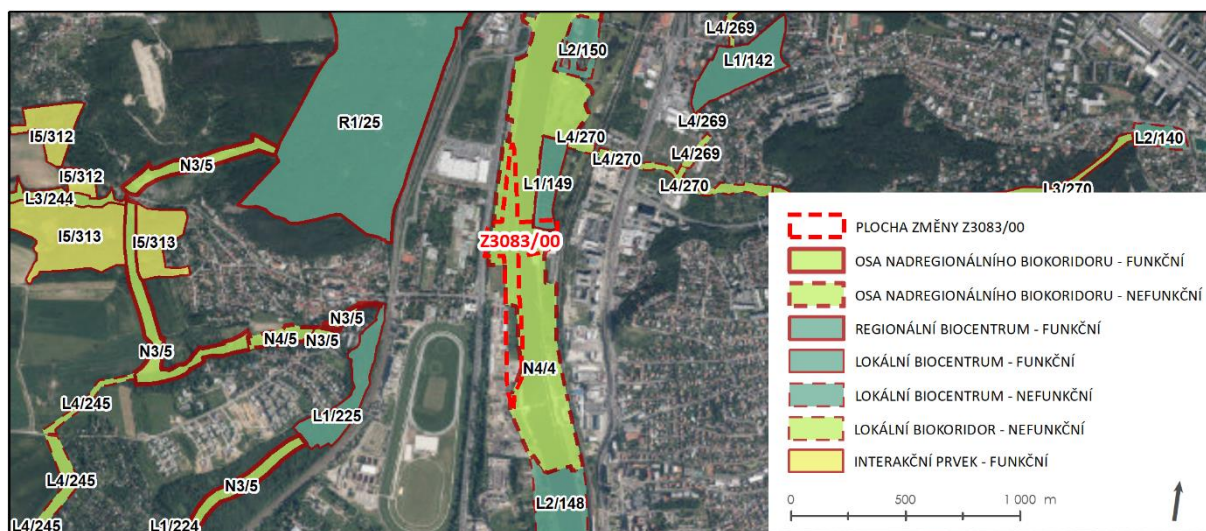 L4/269
L2/150
L1/142
I5/312
R1/25
L4/269
L4/270
L4/269
L2/140
N3/5
L4/270
I5/312
L1/149
L4/270
L3/270
L3/244
I5/313
I5/313
Z3083/00
N3/5
N4/5
N3/5
N3/5
N4/4
L4/245
L1/225
L4/245
N3/5
L2/148
L4/245
L1/224
PLOCHA ZMĚNY Z3083/00
OSA NADREGIONÁLNÍHO BIOKORIDORU - FUNKČNÍ
OSA NADREGIONÁLNÍHO BIOKORIDORU - NEFUNKČNÍ
REGIONÁLNÍ BIOCENTRUM - FUNKČNÍ
LOKÁLNÍ BIOCENTRUM - FUNKČNÍ
LOKÁLNÍ BIOCENTRUM - NEFUNKČNÍ
LOKÁLNÍ BIOKORIDOR - NEFUNKČNÍ
INTERAKČNÍ PRVEK - FUNKČNÍ
0 500 1 000 m